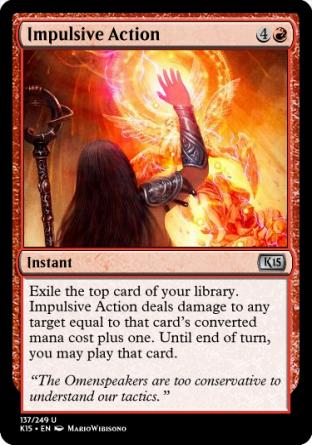 Impulsive Action 4
Instant K15
Exile the top card of your library.
Impulsive Action deals damage to any
target equal to that card's converted
mana cost plus one. Until end of turn,
you may play that card.
"The Omenspeakers are too conservative to
understand our tactics."
137/249 U
K15 • EN MarioWibisono